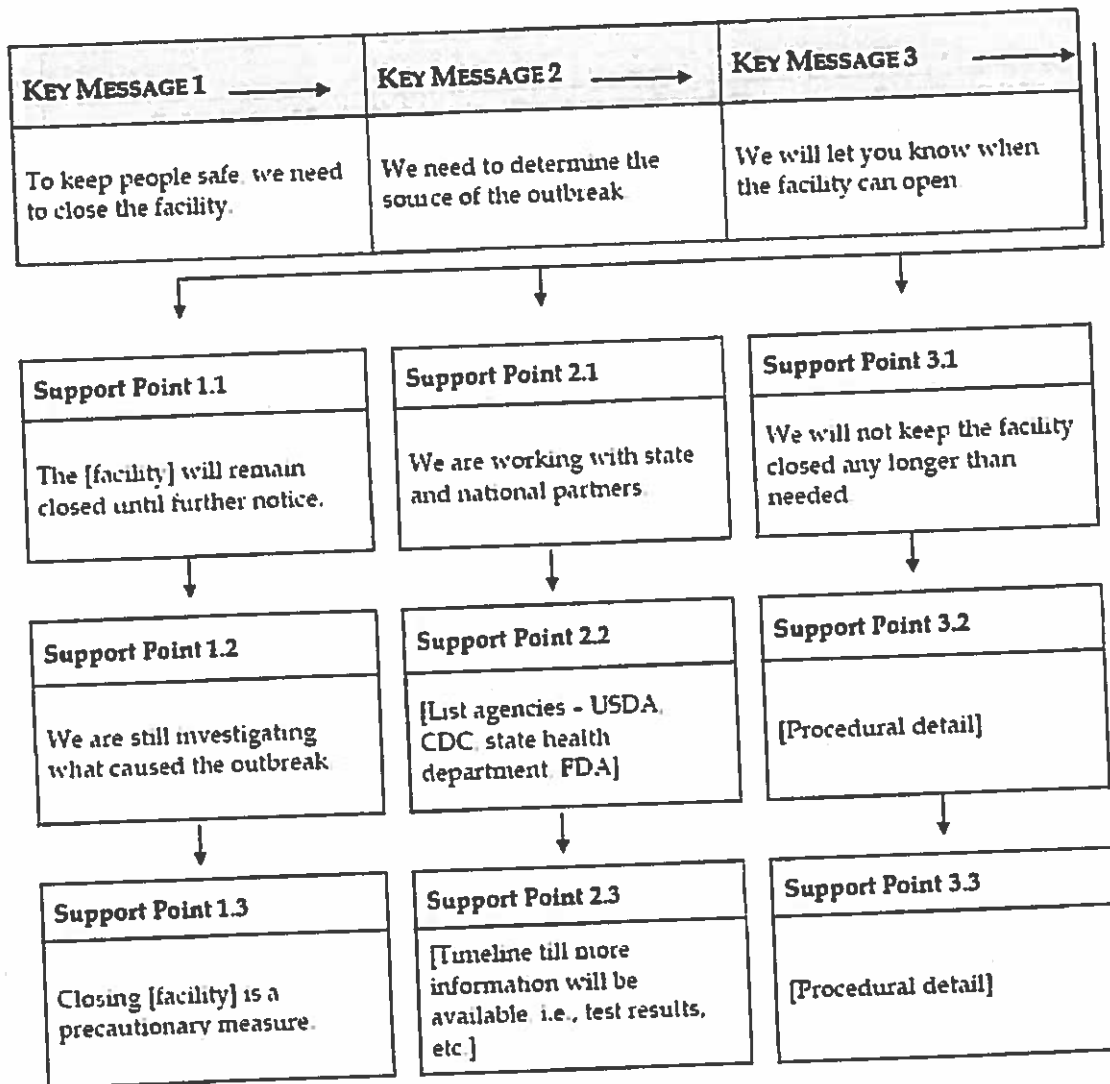 KEY MESSAGE 1
KEY MESSAGE 2
KEY MESSAGE 3
To keep people safe, we need
to close the facility.
We need to determine the
source of the outbreak
We will let you know when
the facility can open
Support Point 1.1
The [facility] will remain
closed until further notice.
Support Point 2.1
We are working with state
and national partners.
Support Point 3.1
We will not keep the facility
closed any longer than
needed
Support Point 1.2
We are still investigating
what caused the outbreak
Support Point 2.2
[List agencies - USDA,
CDC, state health
department, FDA]
Support Point 3.2
[Procedural detail]
Support Point 1.3
Closing [facility] is a
precautionary measure.
Support Point 2.3
[Timeline till more
information will be
available, i.e., test results,
etc.]
Support Point 3.3
[Procedural detail]